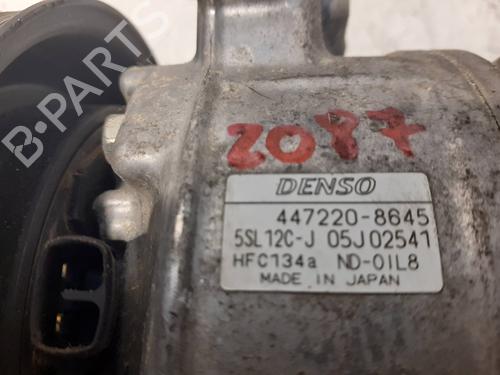 B-PARTS
2087
DENSO
447220-8645
5SL12C-J 05J02541
HFC134a ND-OIL8
MADE IN JAPAN